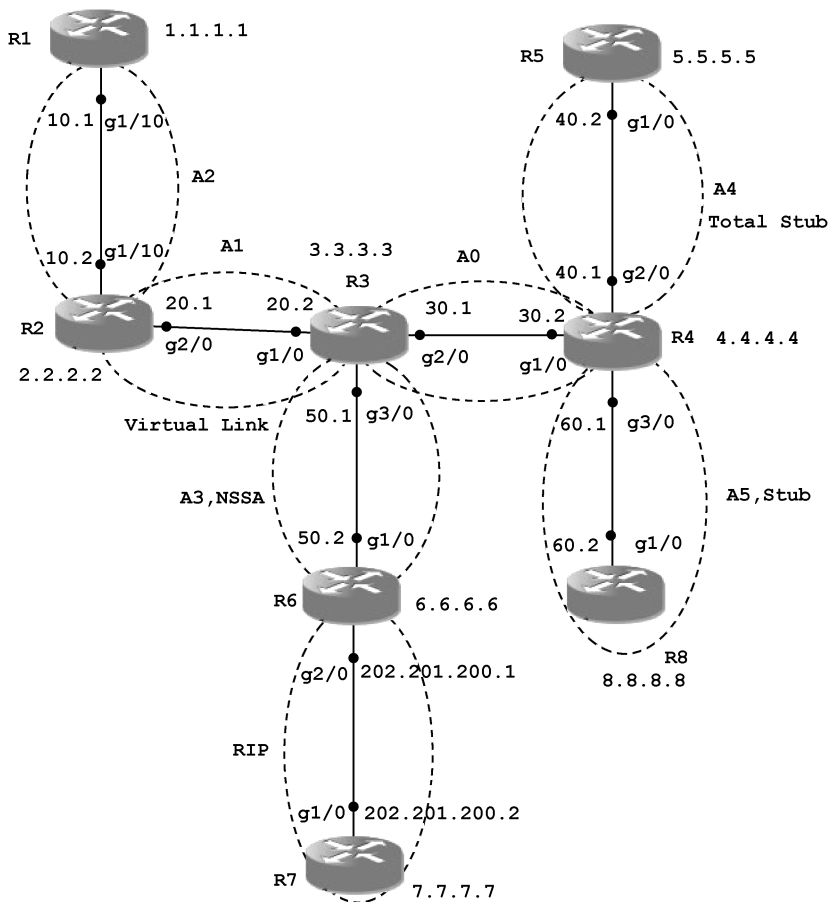 R1
1.1.1.1
R5
5.5.5.5
10.1
g1/10
40.2
g1/0
A2
A4
Total Stub
10.2
g1/10
A1
3.3.3.3
R3
A0
40.1
g2/0
R2
20.1
20.2
30.1
30.2
R4
4.4.4.4
g2/0
g1/0
g2/0
g1/0
2.2.2.2
Virtual Link
50.1
g3/0
60.1
g3/0
A3,NSSA
A5,Stub
50.2
g1/0
60.2
g1/0
R6
6.6.6.6
R8
8.8.8.8
g2/0
202.201.200.1
RIP
g1/0
202.201.200.2
R7
7.7.7.7